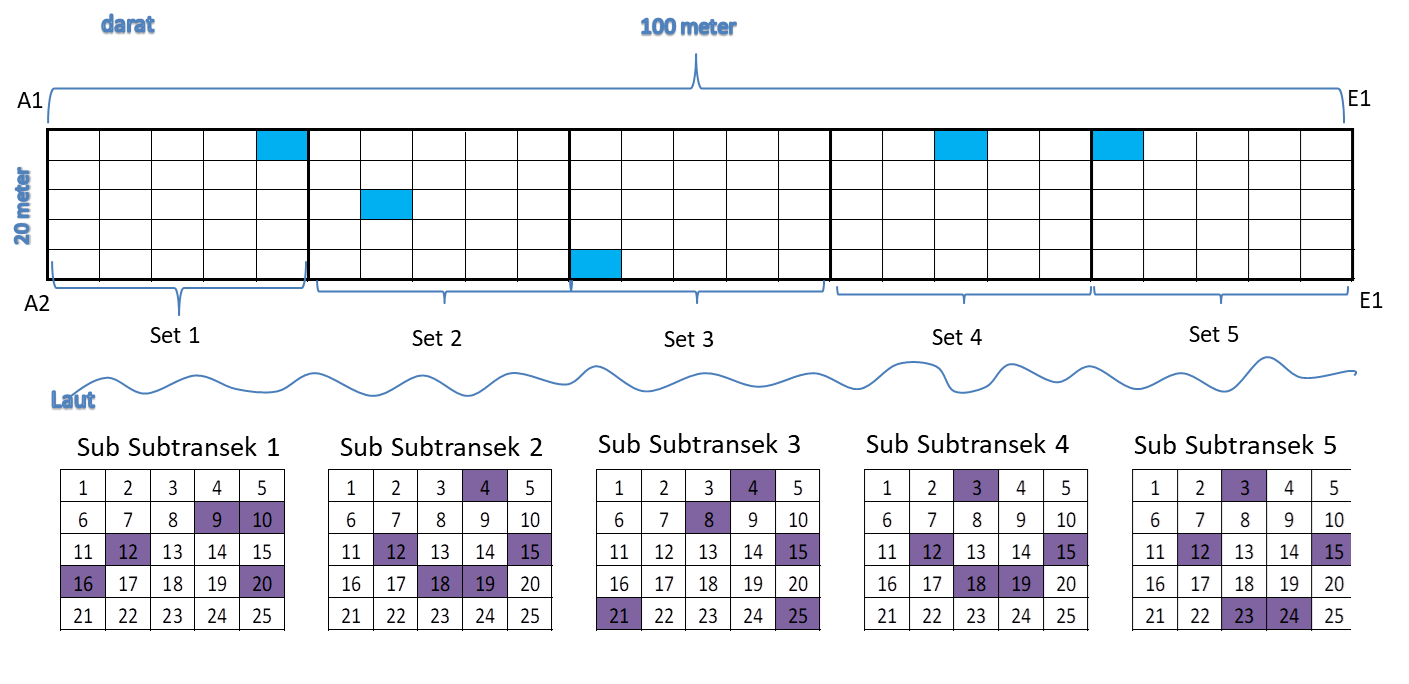 darat
100 meter
A1
E1
20 meter
A2
E1
Set 1
Set 2
Set 3
Set 4
Set 5
Laut
Sub Subtransek 1
1 2 3 4 5
6 7 8 9 10
11 12 13 14 15
16 17 18 19 20
21 22 23 24 25
Sub Subtransek 2
1 2 3 4 5
6 7 8 9 10
11 12 13 14 15
16 17 18 19 20
21 22 23 24 25
Sub Subtransek 3
1 2 3 4 5
6 7 8 9 10
11 12 13 14 15
16 17 18 19 20
21 22 23 24 25
Sub Subtransek 4
1 2 3 4 5
6 7 8 9 10
11 12 13 14 15
16 17 18 19 20
21 22 23 24 25
Sub Subtransek 5
1 2 3 4 5
6 7 8 9 10
11 12 13 14 15
16 17 18 19 20
21 22 23 24 25